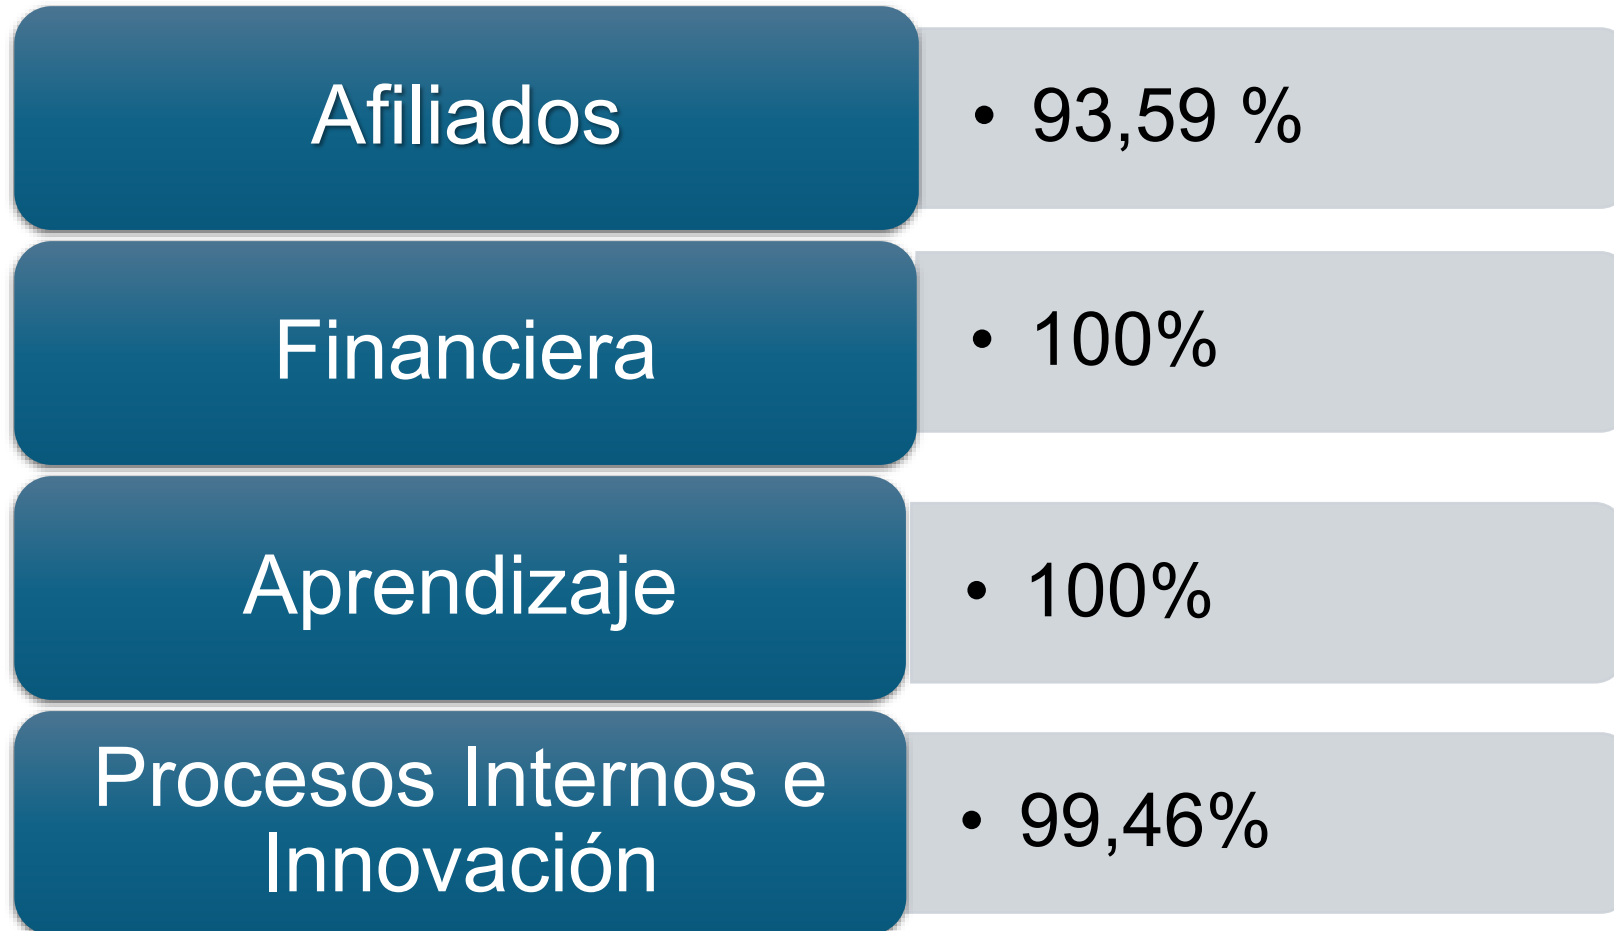 Afiliados
• 93,59 %
Financiera
• 100%
Aprendizaje
• 100%
Procesos Internos e
Innovación
• 99,46%